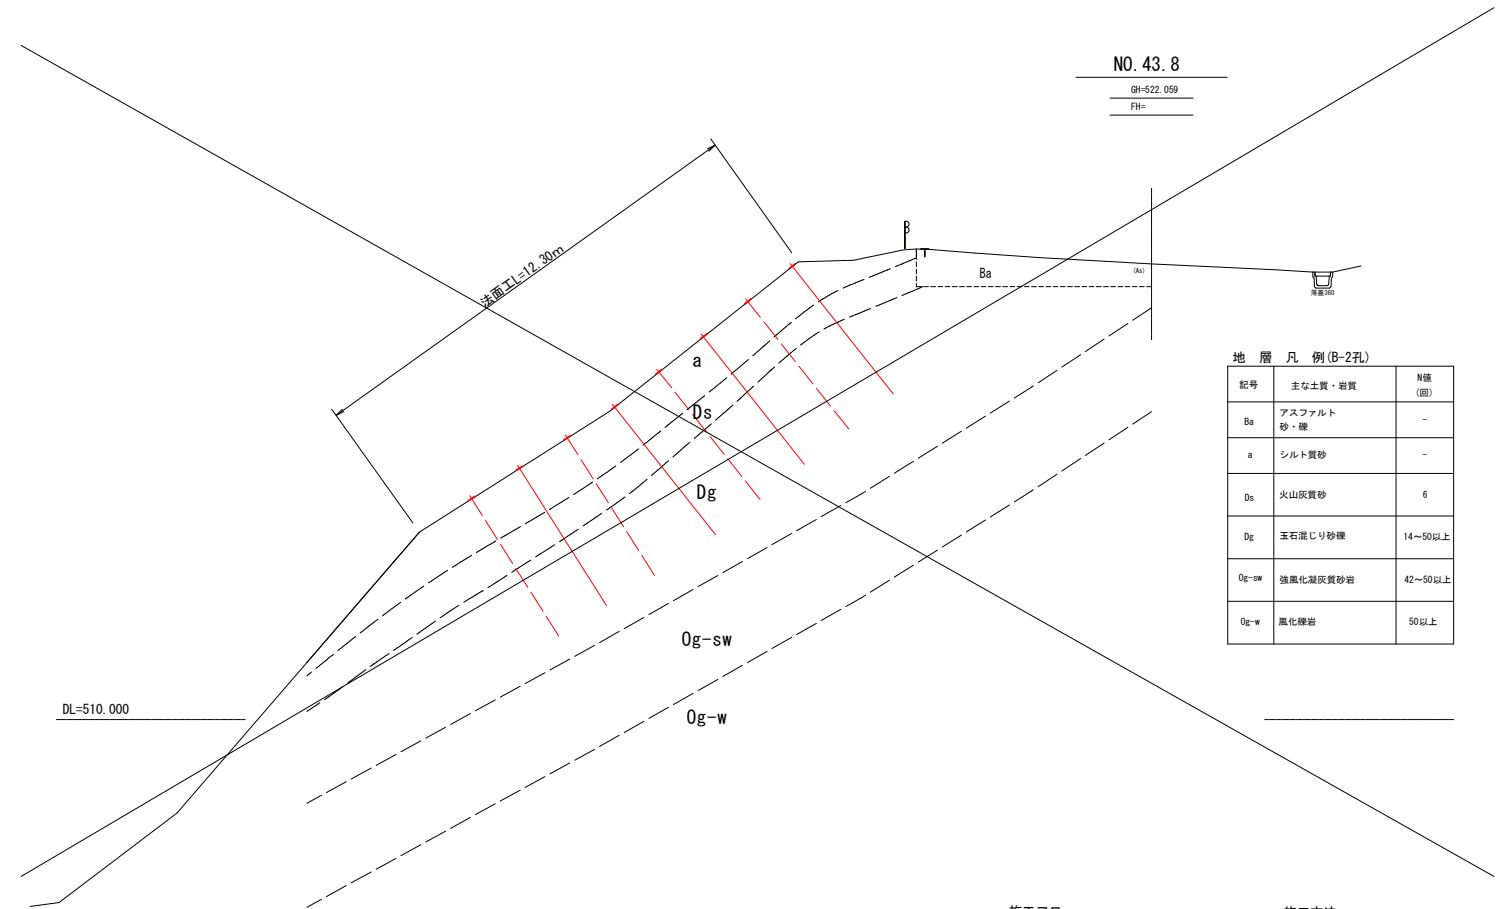 NO.43.8
GH=522.059
FH=
法面工L=12.30m
B
T
Ba
(As)
落蓋360
a
Ds
Dg
Og-sw
Og-w
DL=510.000
地 層 凡 例(B-2孔)
記号 主な土質・岩質 N値(回)
Ba アスファルト 砂・礫 -
a シルト質砂 -
Ds 火山灰質砂 6
Dg 玉石混じり砂礫 14～50以上
Og-sw 強風化凝灰質砂岩 42～50以上
Og-w 風化礫岩 50以上